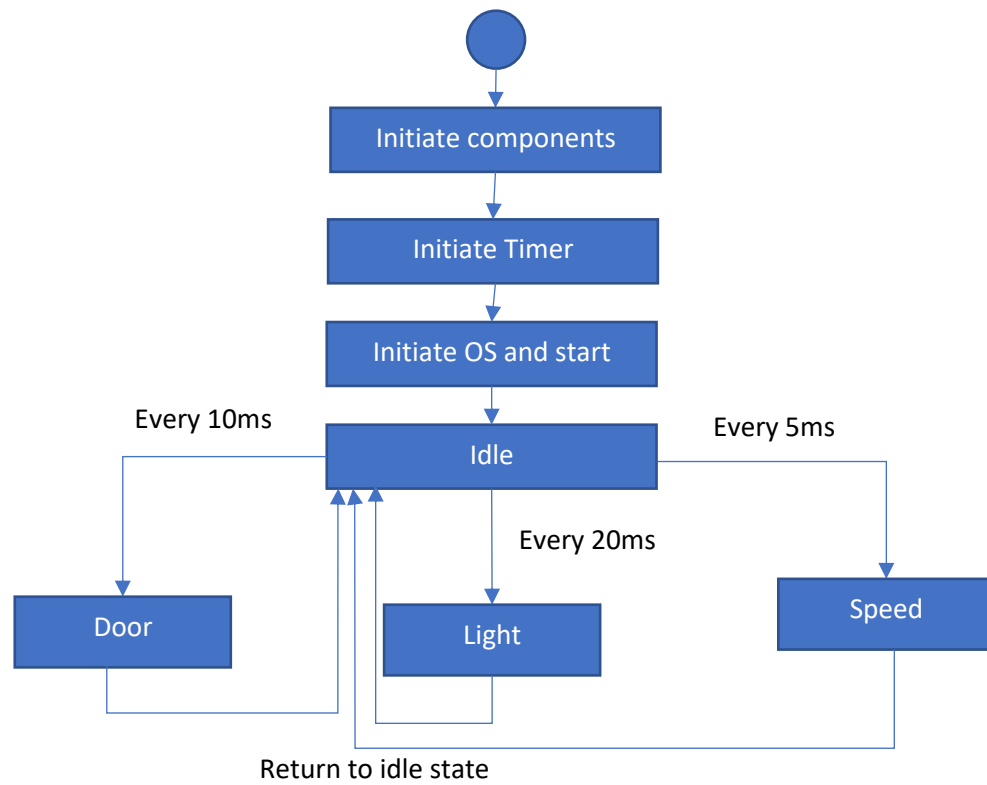 Initiate components
Initiate Timer
Initiate OS and start
Every 10ms
Every 5ms
Idle
Every 20ms
Door
Light
Speed
Return to idle state